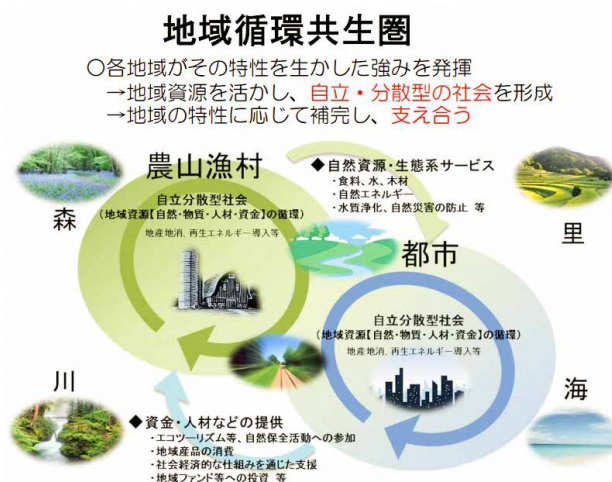 地域循環共生圏
○各地域がその特性を生かした強みを発揮
→地域資源を活かし、自立・分散型の社会を形成
→地域の特性に応じて補完し、支え合う
農山漁村
◆自然資源・生態系サービス
・食料、水、木材
・自然エネルギー
・水質浄化、自然災害の防止 等
自立分散型社会
(地域資源【自然・物質・人材・資金】の循環)
地産地消、再生エネルギー導入等
森
里
都市
自立分散型社会
(地域資源【自然・物質・人材・資金】の循環)
地産地消、再生エネルギー導入等
川
海
◆資金・人材などの提供
・エコツーリズム等、自然保全活動への参加
・地域産品の消費
・社会経済的な仕組みを通じた支援
・地域ファンド等への投資 等